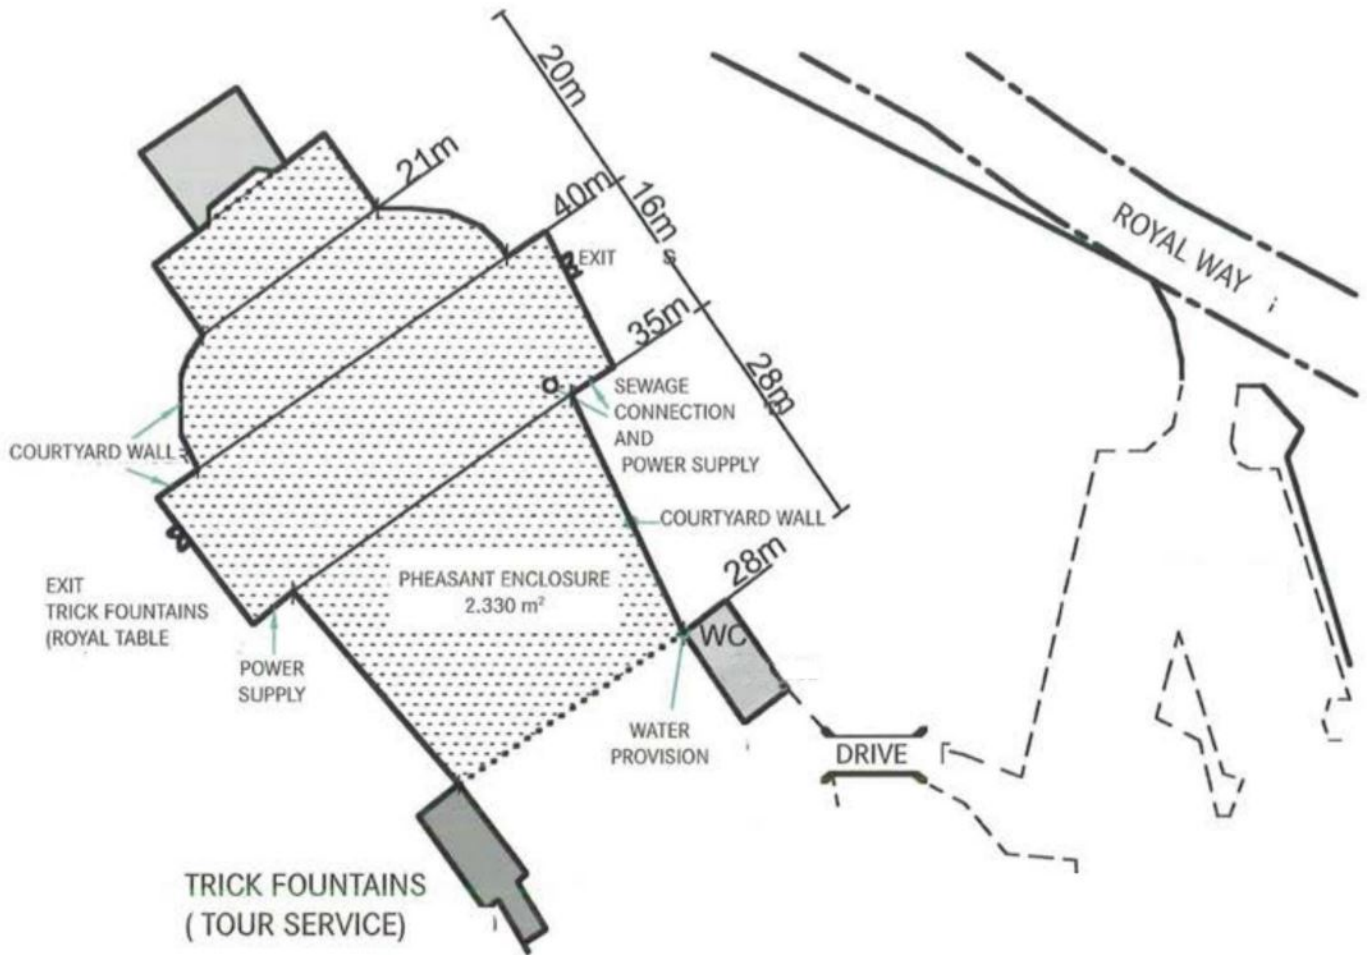 20m
21m
40m
16m
ROYAL WAY
EXIT
s
35m
28m
SEWAGE
CONNECTION
AND
POWER SUPPLY
COURTYARD WALL
COURTYARD WALL
28m
PHEASANT ENCLOSURE
2.330 m²
EXIT
TRICK FOUNTAINS
(ROYAL TABLE
WC
POWER
SUPPLY
WATER
PROVISION
DRIVE
TRICK FOUNTAINS
( TOUR SERVICE)